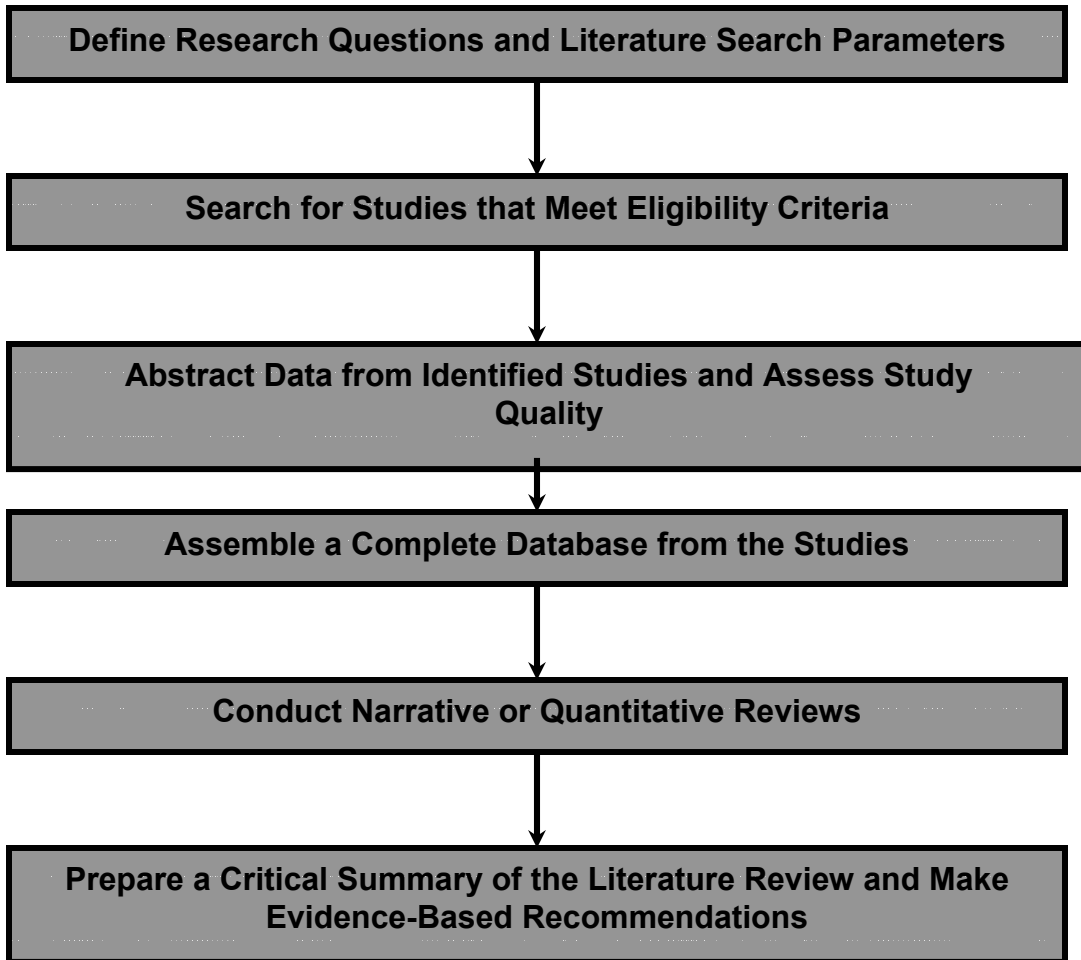 Define Research Questions and Literature Search Parameters
Search for Studies that Meet Eligibility Criteria
Abstract Data from Identified Studies and Assess Study
Quality
Assemble a Complete Database from the Studies
Conduct Narrative or Quantitative Reviews
Prepare a Critical Summary of the Literature Review and Make
Evidence-Based Recommendations